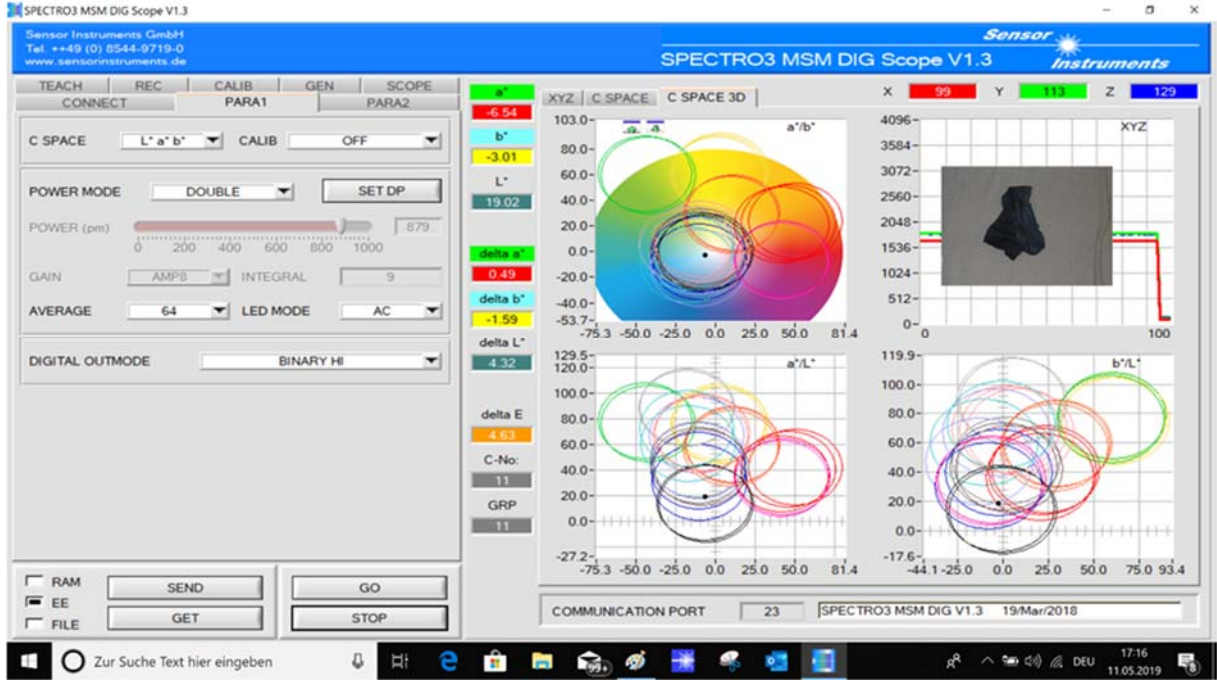 SPECTRO3 MSM DIG Scope V1.3
Sensor Instruments GmbH
Tel. ++49 (0) 8544-9719-0
www.sensorinstruments.de
SPECTRO3 MSM DIG Scope V1.3
Sensor
Instruments
TEACH REC CALIB GEN SCOPE
CONNECT PARA1 PARA2
C SPACE L* a* b* CALIB OFF
POWER MODE DOUBLE SET DP
POWER (pm) 879
0 200 400 600 800 1000
GAIN AMP8 INTEGRAL 9
AVERAGE 64 LED MODE AC
DIGITAL OUTMODE BINARY HI
RAM
EE
FILE
SEND GO
GET STOP
a*
-6.54
b*
-3.01
L*
19.02
delta a*
0.49
delta b*
-1.59
delta L*
4.32
delta E
4.63
C-No:
11
GRP
11
XYZ C SPACE C SPACE 3D
X 99 Y 113 Z 129
a*/b*
103.0
80.0
60.0
40.0
20.0
0.0
-20.0
-40.0
-53.7
-75.3 -50.0 -25.0 0.0 25.0 50.0 81.4
XYZ
4096
3584
3072
2560
2048
1536
1024
512
0
0 100
a*/L*
129.5
120.0
100.0
80.0
60.0
40.0
20.0
0.0
-27.2
-75.3 -50.0 -25.0 0.0 25.0 50.0 81.4
b*/L*
119.9
100.0
80.0
60.0
40.0
20.0
0.0
-17.6
-44.1 -25.0 0.0 25.0 50.0 75.0 93.4
COMMUNICATION PORT 23 SPECTRO3 MSM DIG V1.3 19/Mar/2018
Zur Suche Text hier eingeben
99+
DEU
17:16
11.05.2019
8